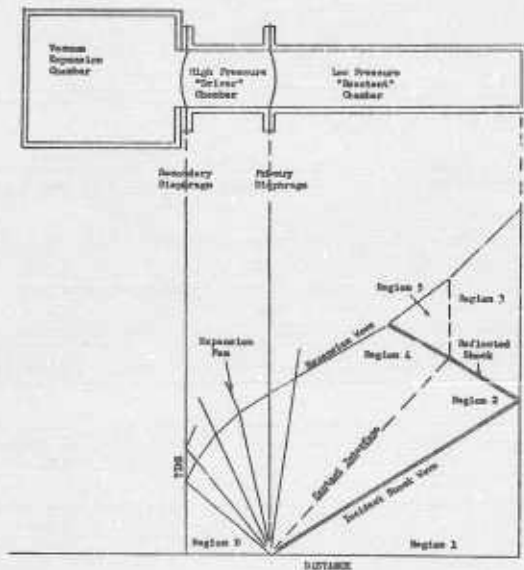 Vacuum
Expansion
Chamber
High Pressure
"Driver"
Chamber
Low Pressure
"Reactant"
Chamber
Secondary
Diaphragm
Primary
Diaphragm
Region 5
Region 3
Expansion
Fan
Expansion Wave
Region 4
Reflected
Shock
Region 2
TIME
Contact Interface
Incident Shock Wave
Region 1
DISTANCE